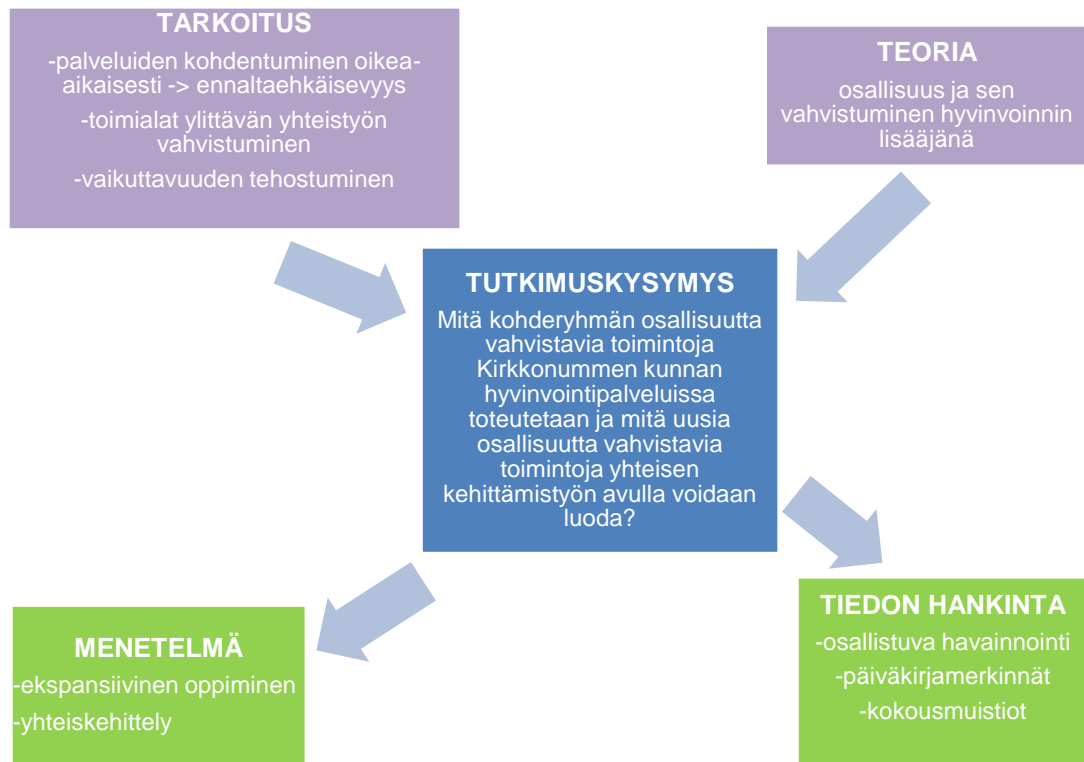 TARKOITUS
-palveluiden kohdentuminen oikea-
aikaisesti -> ennaltaehkäisevyys
-toimialat ylittävän yhteistyön
vahvistuminen
-vaikuttavuuden tehostuminen
TEORIA
osallisuus ja sen
vahvistuminen hyvinvoinnin
lisääjänä
TUTKIMUSKYSYMYS
Mitä kohderyhmän osallisuutta
vahvistavia toimintoja
Kirkkonummen kunnan
hyvinvointipalveluissa
toteutetaan ja mitä uusia
osallisuutta vahvistavia
toimintoja yhteisen
kehittämistyön avulla voidaan
luoda?
MENETELMÄ
-ekspansiivinen oppiminen
-yhteiskehittely
TIEDON HANKINTA
-osallistuva havainnointi
-päiväkirjamerkinnät
-kokousmuistiot